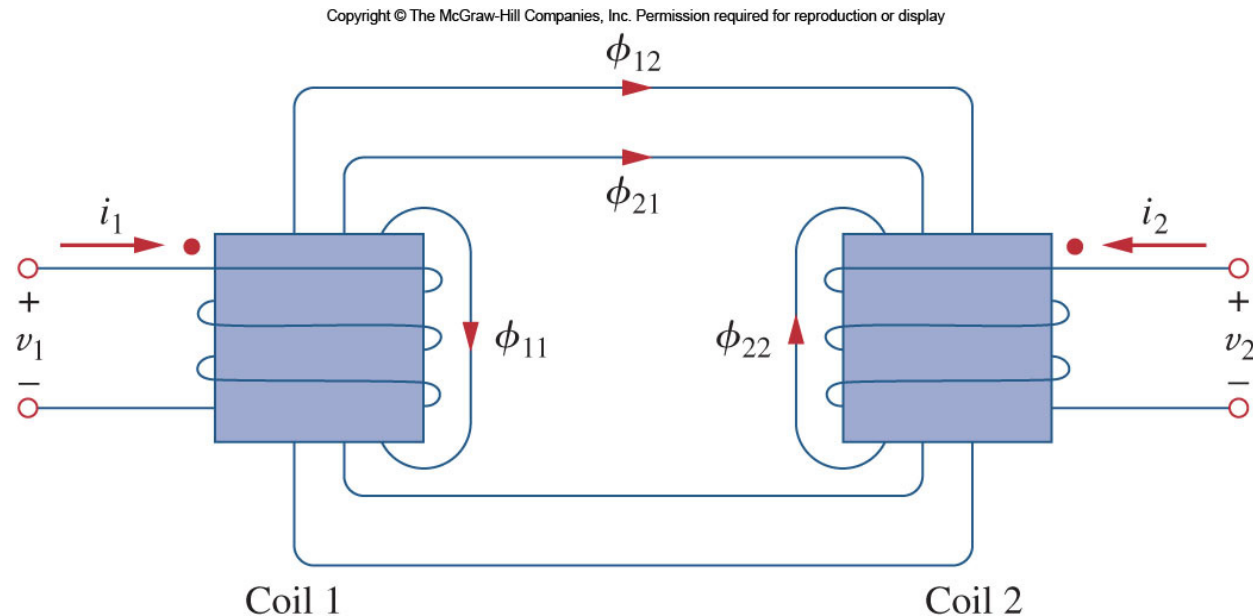 Copyright © The McGraw-Hill Companies, Inc. Permission required for reproduction or display
ϕ12
ϕ21
i1
i2
+
v1
−
ϕ11
ϕ22
+
v2
−
Coil 1
Coil 2